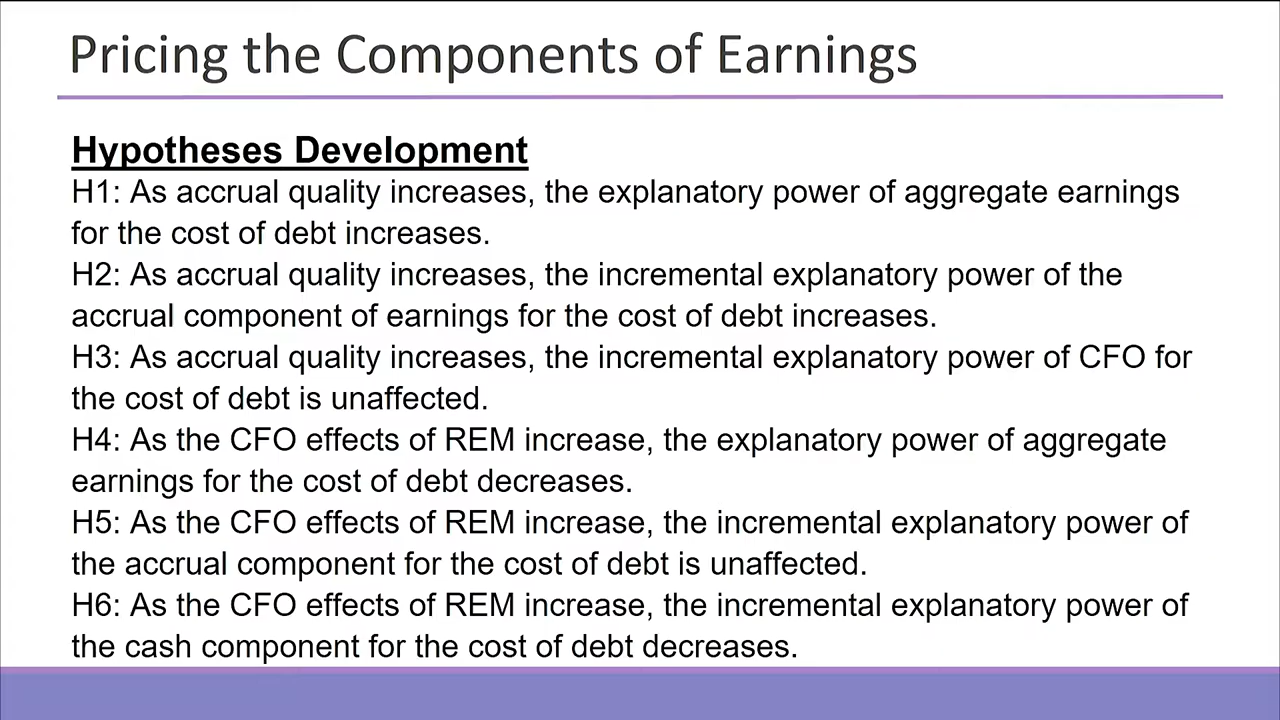 Pricing the Components of Earnings
Hypotheses Development
H1: As accrual quality increases, the explanatory power of aggregate earnings
for the cost of debt increases.
H2: As accrual quality increases, the incremental explanatory power of the
accrual component of earnings for the cost of debt increases.
H3: As accrual quality increases, the incremental explanatory power of CFO for
the cost of debt is unaffected.
H4: As the CFO effects of REM increase, the explanatory power of aggregate
earnings for the cost of debt decreases.
H5: As the CFO effects of REM increase, the incremental explanatory power of
the accrual component for the cost of debt is unaffected.
H6: As the CFO effects of REM increase, the incremental explanatory power of
the cash component for the cost of debt decreases.